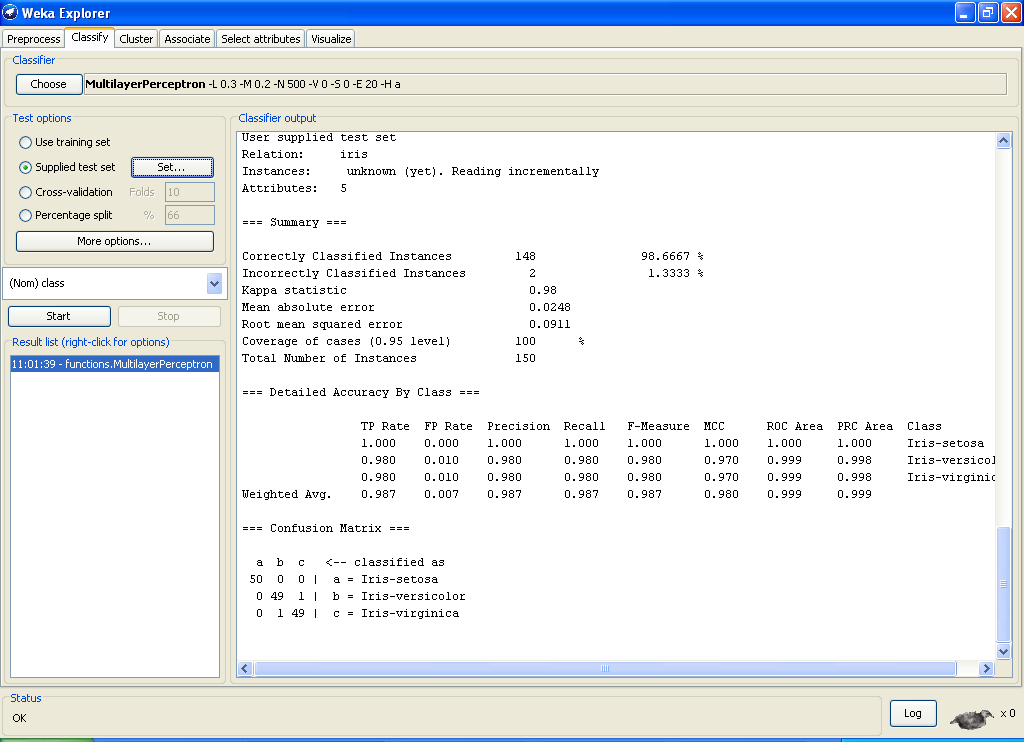 Weka Explorer
Preprocess Classify Cluster Associate Select attributes Visualize
Classifier
Choose MultilayerPerceptron -L 0.3 -M 0.2 -N 500 -V 0 -S 0 -E 20 -H a
Test options
Use training set
Supplied test set Set...
Cross-validation Folds 10
Percentage split % 66
More options...
(Nom) class
Start Stop
Result list (right-click for options)
11:01:39 - functions.MultilayerPerceptron
Classifier output
User supplied test set
Relation: iris
Instances: unknown (yet). Reading incrementally
Attributes: 5
=== Summary ===
Correctly Classified Instances 148 98.6667 %
Incorrectly Classified Instances 2 1.3333 %
Kappa statistic 0.98
Mean absolute error 0.0248
Root mean squared error 0.0911
Coverage of cases (0.95 level) 100 %
Total Number of Instances 150
=== Detailed Accuracy By Class ===
TP Rate FP Rate Precision Recall F-Measure MCC ROC Area PRC Area Class
1.000 0.000 1.000 1.000 1.000 1.000 1.000 1.000 Iris-setosa
0.980 0.010 0.980 0.980 0.980 0.970 0.999 0.998 Iris-versicol
0.980 0.010 0.980 0.980 0.980 0.970 0.999 0.998 Iris-virginic
Weighted Avg. 0.987 0.007 0.987 0.987 0.987 0.980 0.999 0.999
=== Confusion Matrix ===
a b c <-- classified as
50 0 0 | a = Iris-setosa
0 49 1 | b = Iris-versicolor
0 1 49 | c = Iris-virginica
Status
OK
Log x 0